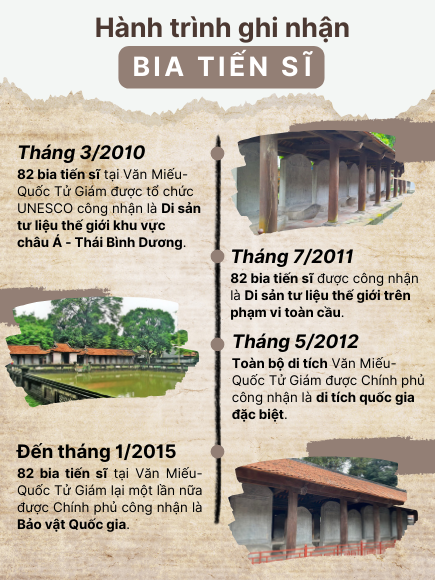 Hành trình ghi nhận
BIA TIẾN SĨ
Tháng 3/2010
82 bia tiến sĩ tại Văn Miếu-
Quốc Tử Giám được tổ chức
UNESCO công nhận là Di sản
tư liệu thế giới khu vực
châu Á - Thái Bình Dương.
Tháng 7/2011
82 bia tiến sĩ được công nhận
là Di sản tư liệu thế giới trên
phạm vi toàn cầu.
Tháng 5/2012
Toàn bộ di tích Văn Miếu-
Quốc Tử Giám được Chính phủ
công nhận là di tích quốc gia
đặc biệt.
Đến tháng 1/2015
82 bia tiến sĩ tại Văn Miếu-
Quốc Tử Giám lại một lần nữa
được Chính phủ công nhận là
Bảo vật Quốc gia.